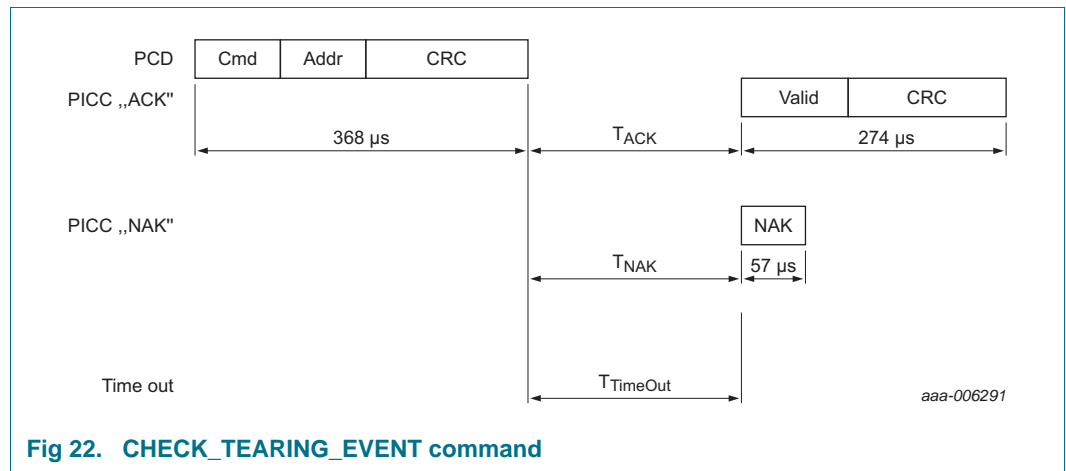 PCD Cmd Addr CRC
PICC ,,ACK" Valid CRC
368 µs TACK 274 µs
PICC ,,NAK" NAK
TNAK 57 µs
Time out TTimeOut aaa-006291
Fig 22. CHECK_TEARING_EVENT command